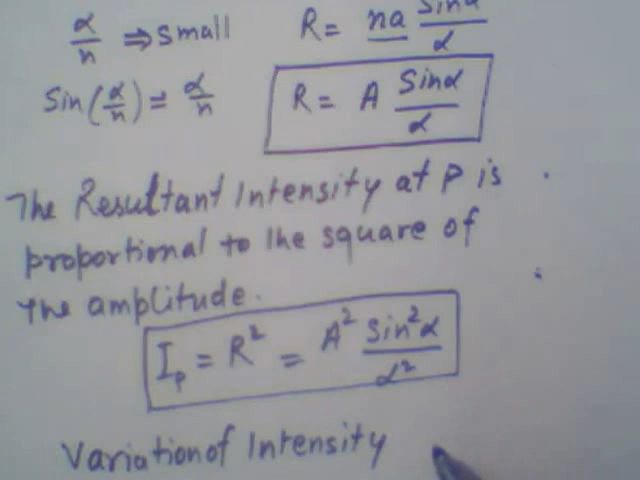 α/n ⇒ small R = na sinα/α
Sin(α/n) = α/n R = A Sinα/α
The Resultant Intensity at P is
proportional to the square of
the amplitude.
I_p = R² = A² Sin²α/α²
Variation of Intensity